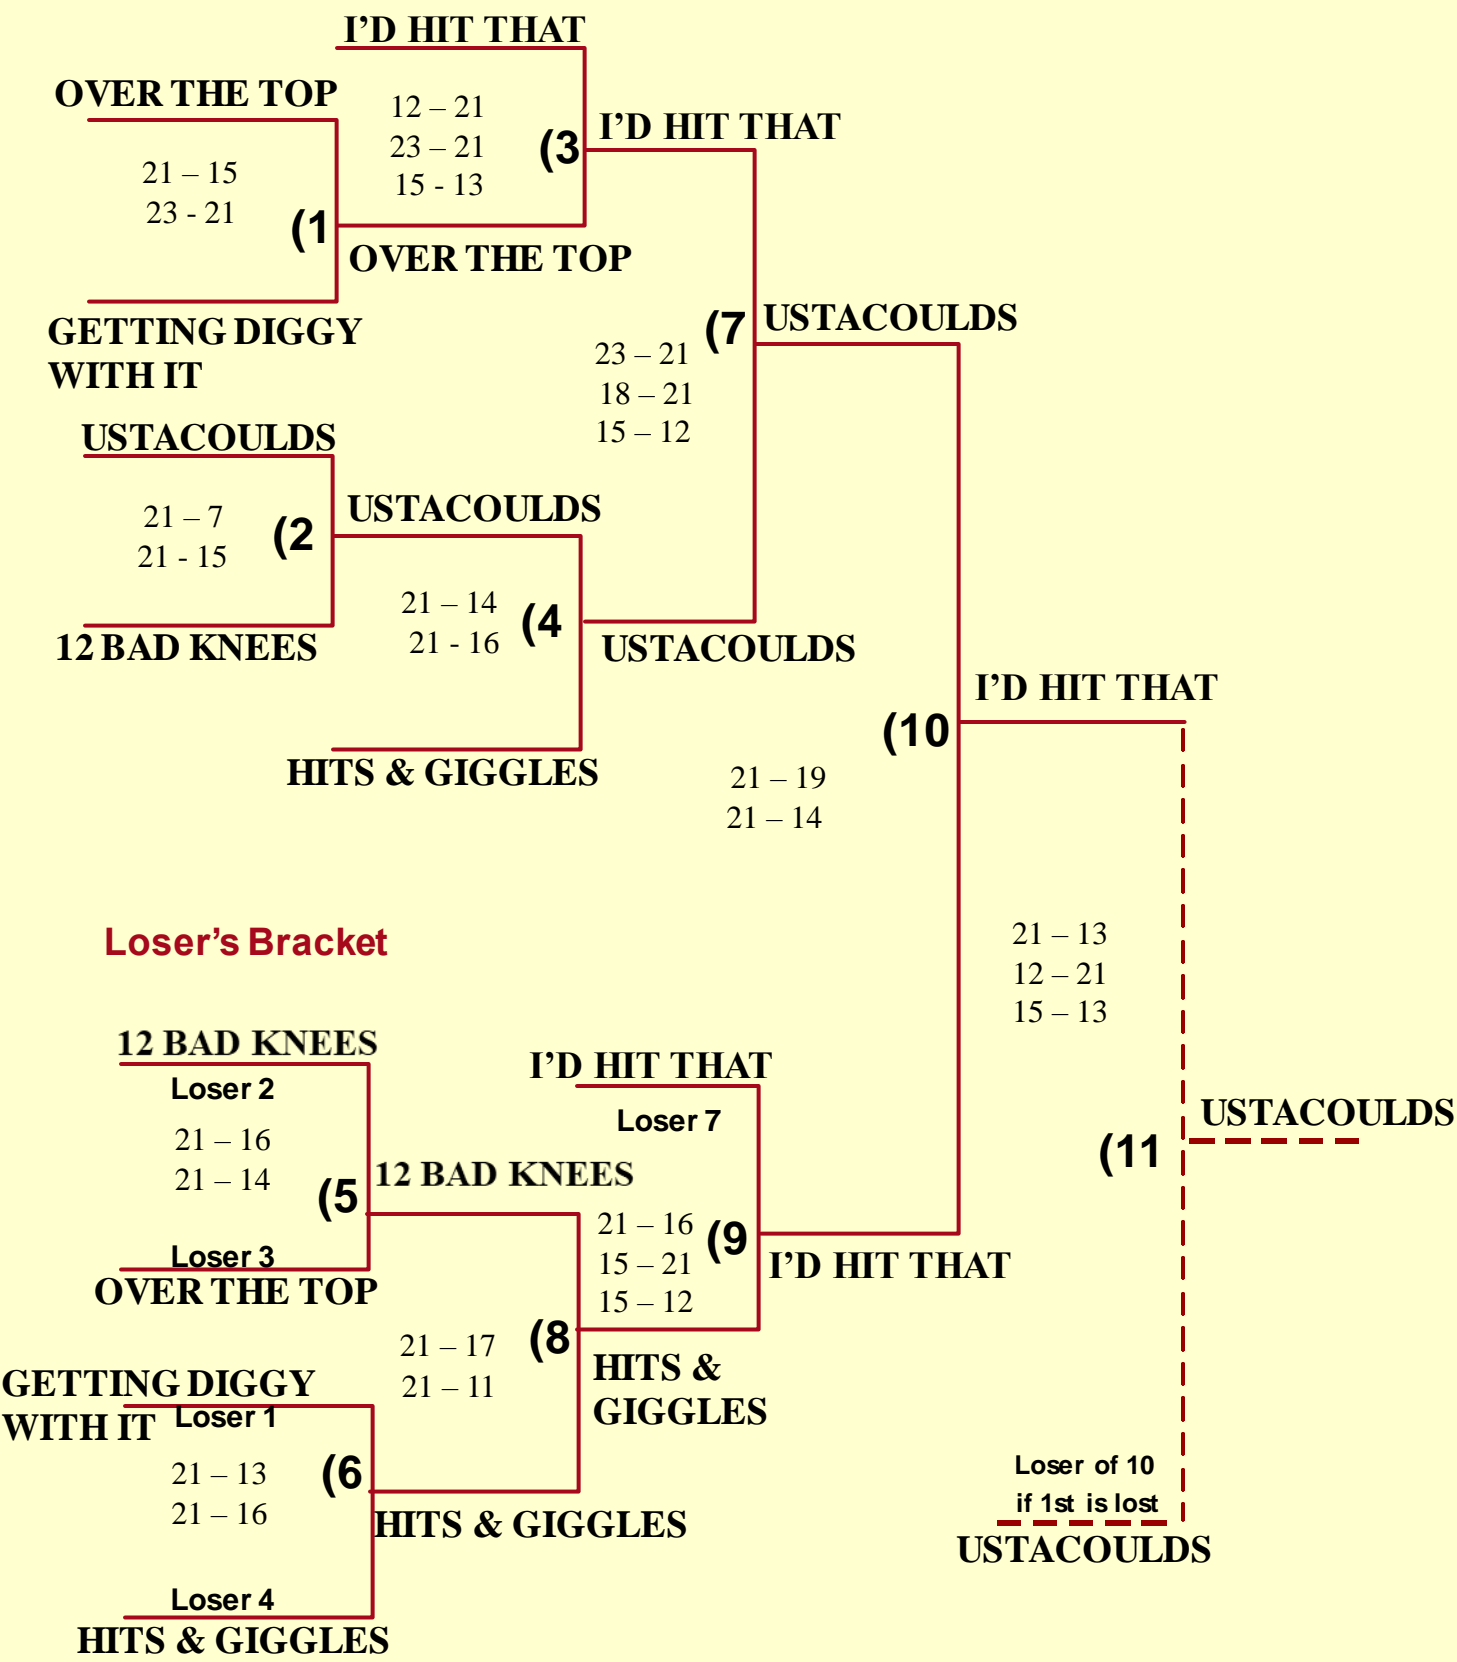 I’D HIT THAT
OVER THE TOP
12 – 21
23 – 21
15 - 13
(3
I’D HIT THAT
21 – 15
23 - 21
(1
OVER THE TOP
GETTING DIGGY
WITH IT
(7
USTACOULDS
23 – 21
18 – 21
15 – 12
USTACOULDS
21 – 7
21 - 15
(2
USTACOULDS
12 BAD KNEES
21 – 14
21 - 16
(4
USTACOULDS
HITS & GIGGLES
I’D HIT THAT
(10
21 – 19
21 – 14
Loser’s Bracket
21 – 13
12 – 21
15 – 13
12 BAD KNEES
Loser 2
21 – 16
21 – 14
(5
12 BAD KNEES
Loser 3
OVER THE TOP
I’D HIT THAT
Loser 7
21 – 16
15 – 21
15 – 12
(9
I’D HIT THAT
(11
USTACOULDS
21 – 17
21 – 11
(8
HITS &
GIGGLES
GETTING DIGGY
WITH IT
Loser 1
21 – 13
21 – 16
(6
HITS & GIGGLES
Loser 4
HITS & GIGGLES
Loser of 10
if 1st is lost
USTACOULDS